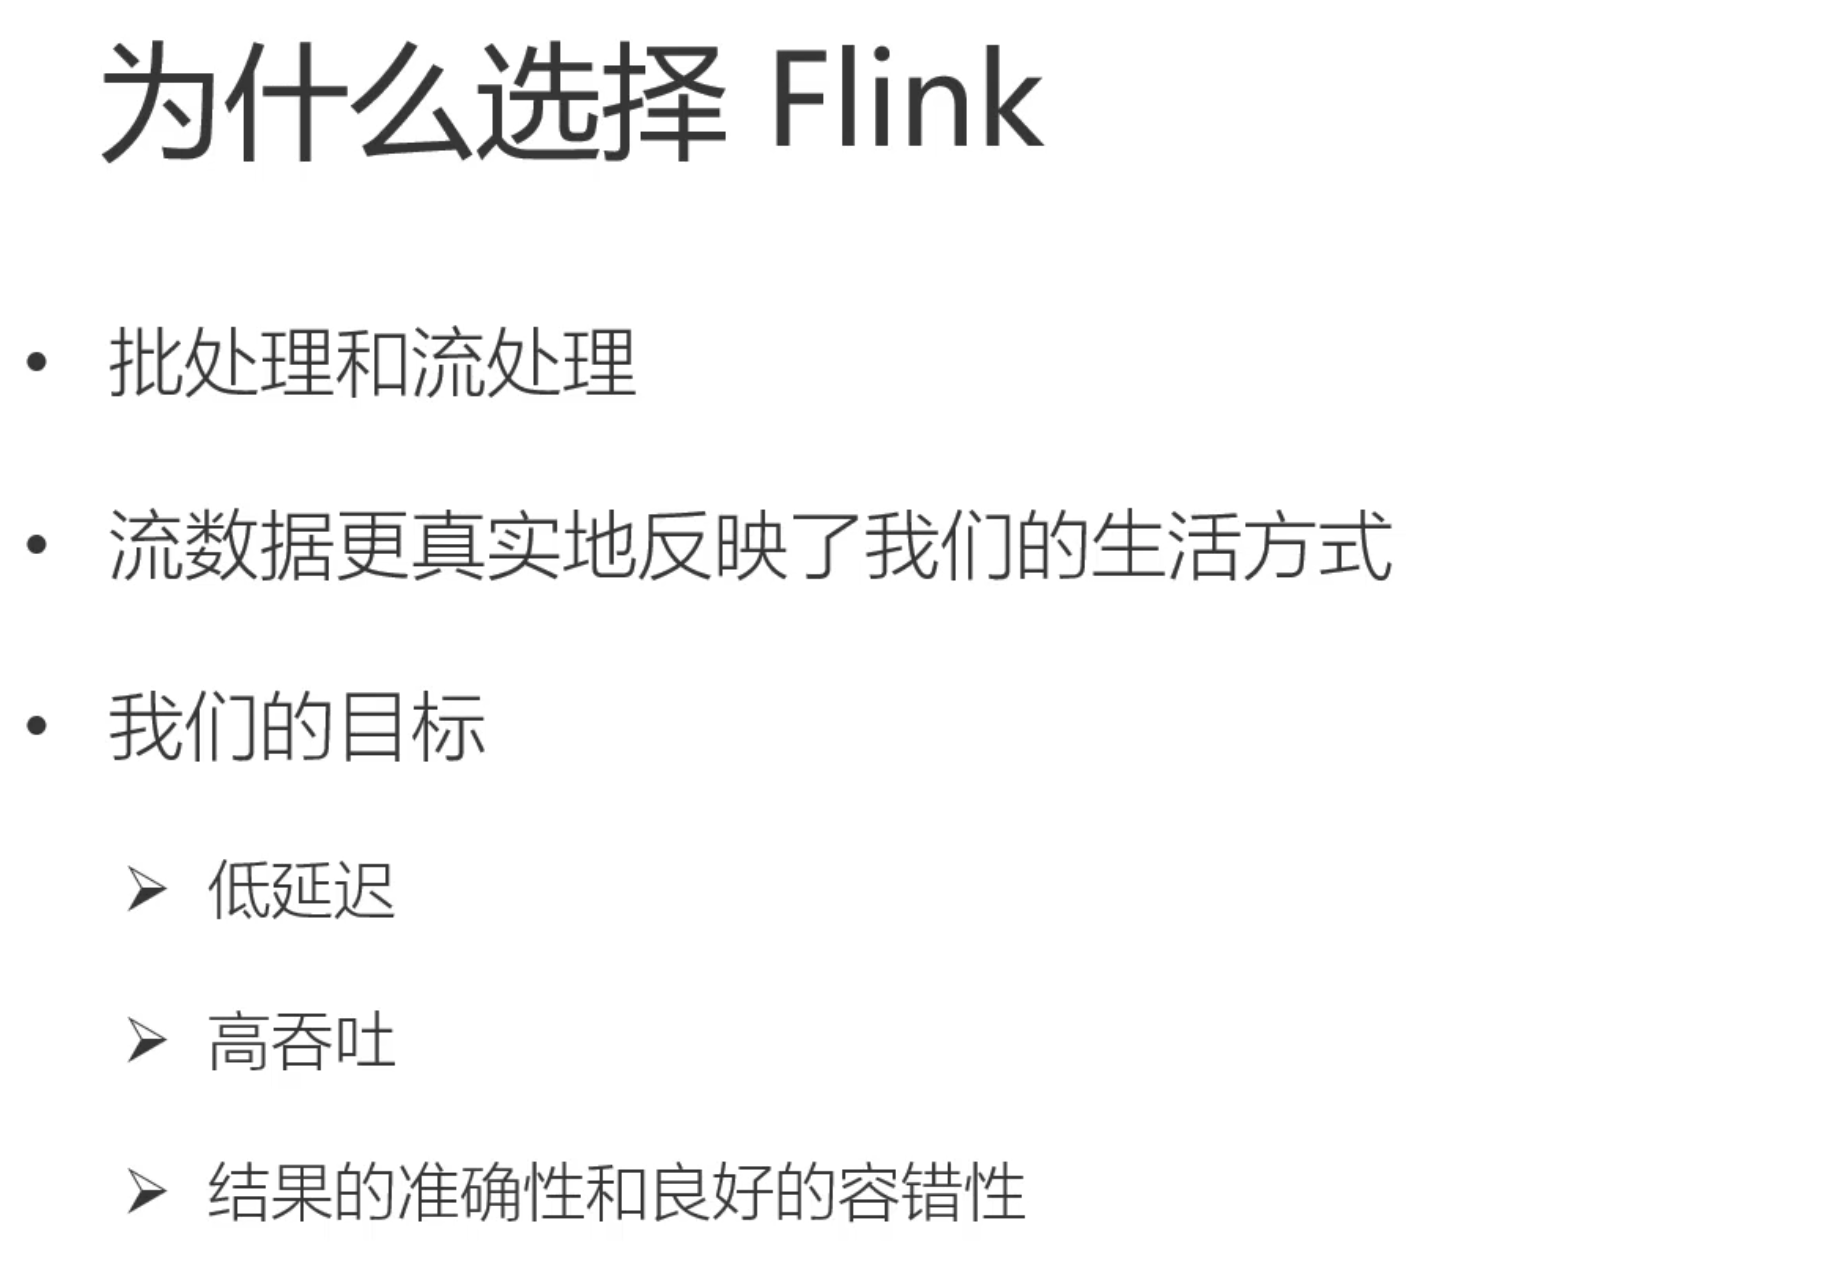 为什么选择 Flink
• 批处理和流处理
• 流数据更真实地反映了我们的生活方式
• 我们的目标
➢ 低延迟
➢ 高吞吐
➢ 结果的准确性和良好的容错性